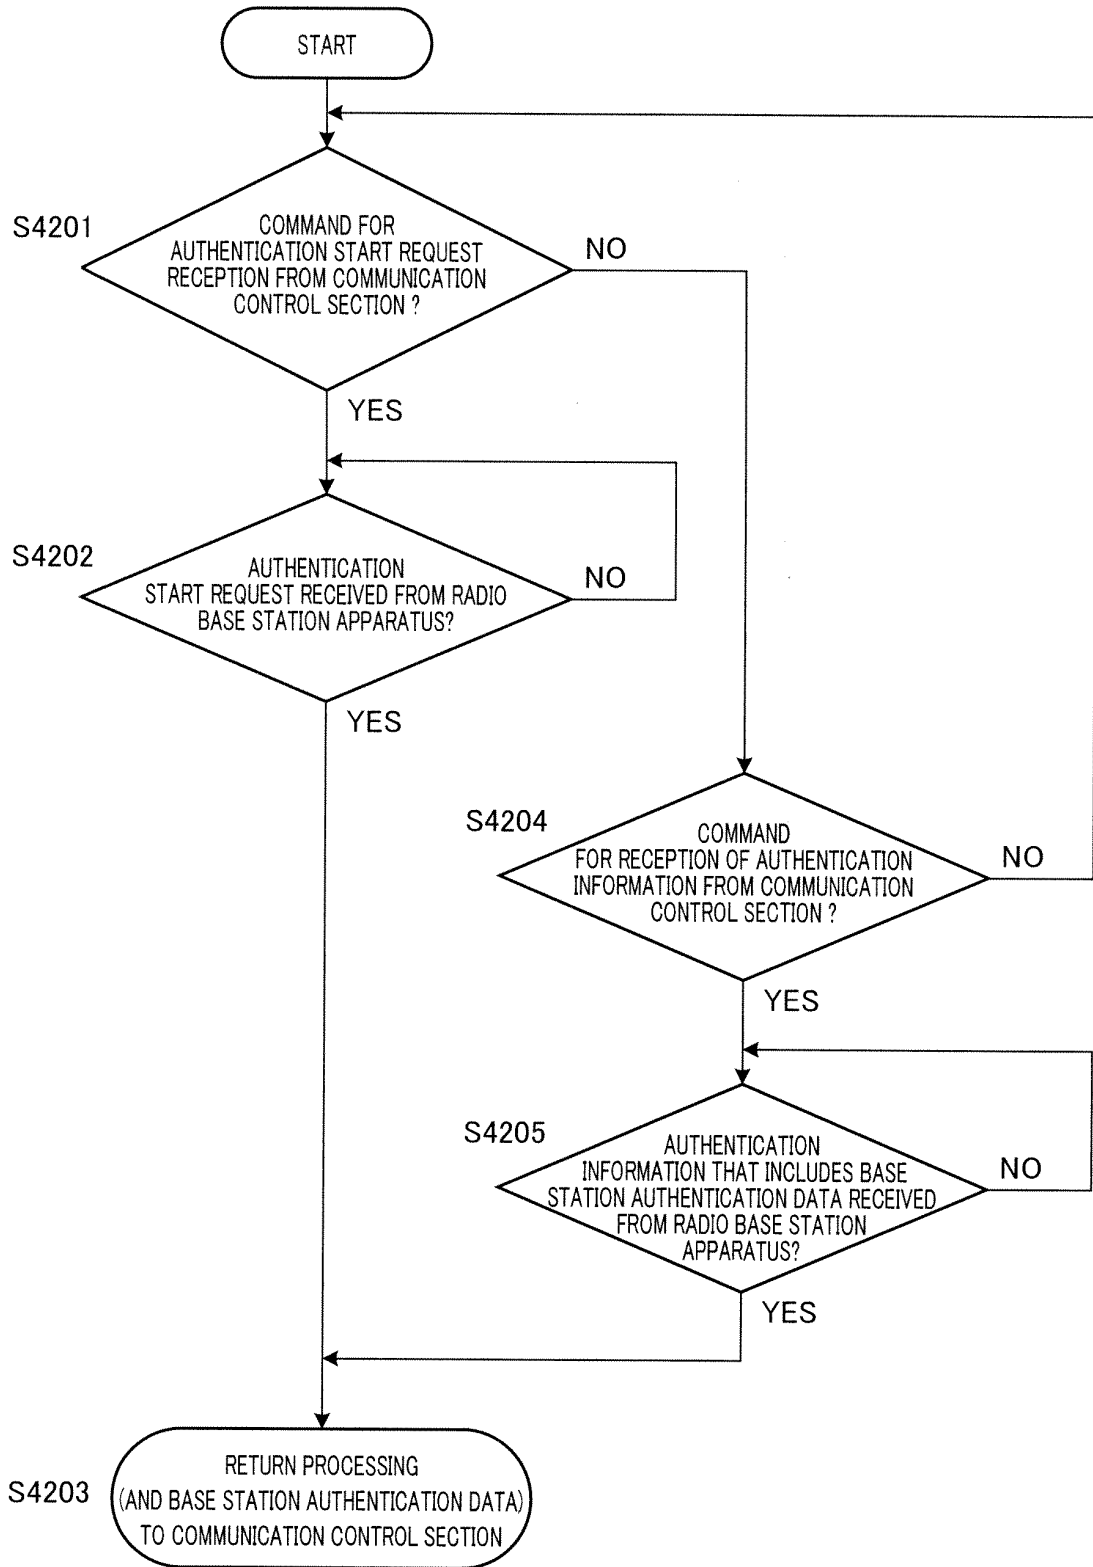 START
S4201
COMMAND FOR
AUTHENTICATION START REQUEST
RECEPTION FROM COMMUNICATION
CONTROL SECTION ?
NO
YES
S4202
AUTHENTICATION
START REQUEST RECEIVED FROM RADIO
BASE STATION APPARATUS?
NO
YES
S4204
COMMAND
FOR RECEPTION OF AUTHENTICATION
INFORMATION FROM COMMUNICATION
CONTROL SECTION ?
NO
YES
S4205
AUTHENTICATION
INFORMATION THAT INCLUDES BASE
STATION AUTHENTICATION DATA RECEIVED
FROM RADIO BASE STATION
APPARATUS?
NO
YES
S4203
RETURN PROCESSING
(AND BASE STATION AUTHENTICATION DATA)
TO COMMUNICATION CONTROL SECTION